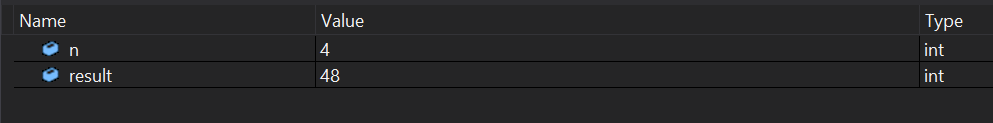 Name Value Type
n 4 int
result 48 int